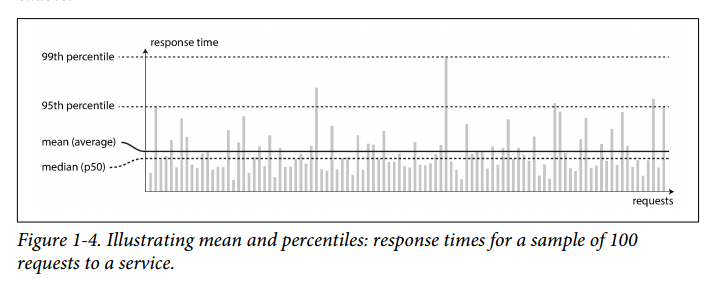 response time
99th percentile
95th percentile
mean (average)
median (p50)
requests
Figure 1-4. Illustrating mean and percentiles: response times for a sample of 100
requests to a service.